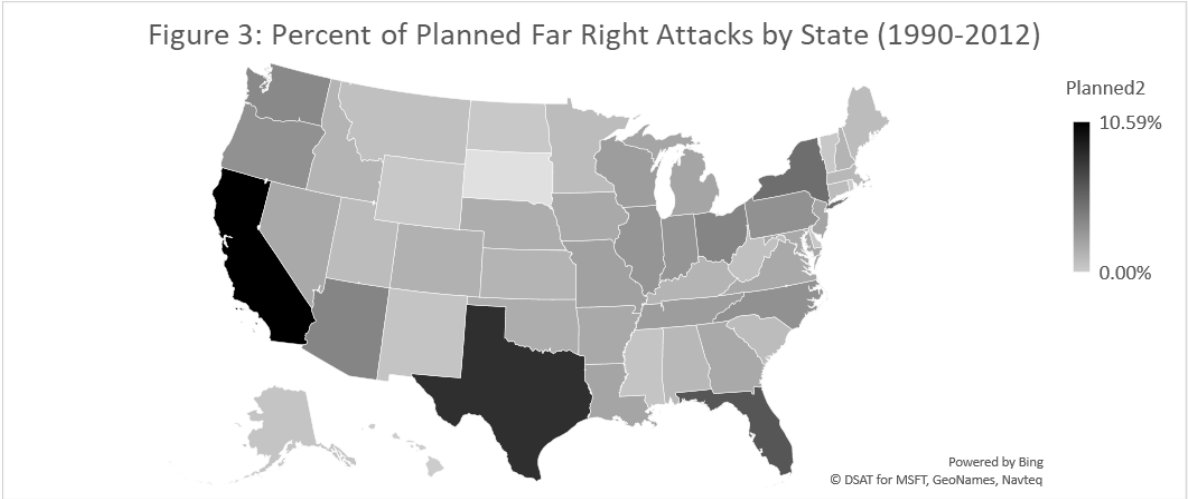 Figure 3: Percent of Planned Far Right Attacks by State (1990-2012)
Planned2
10.59%
0.00%
Powered by Bing
© DSAT for MSFT, GeoNames, Navteq